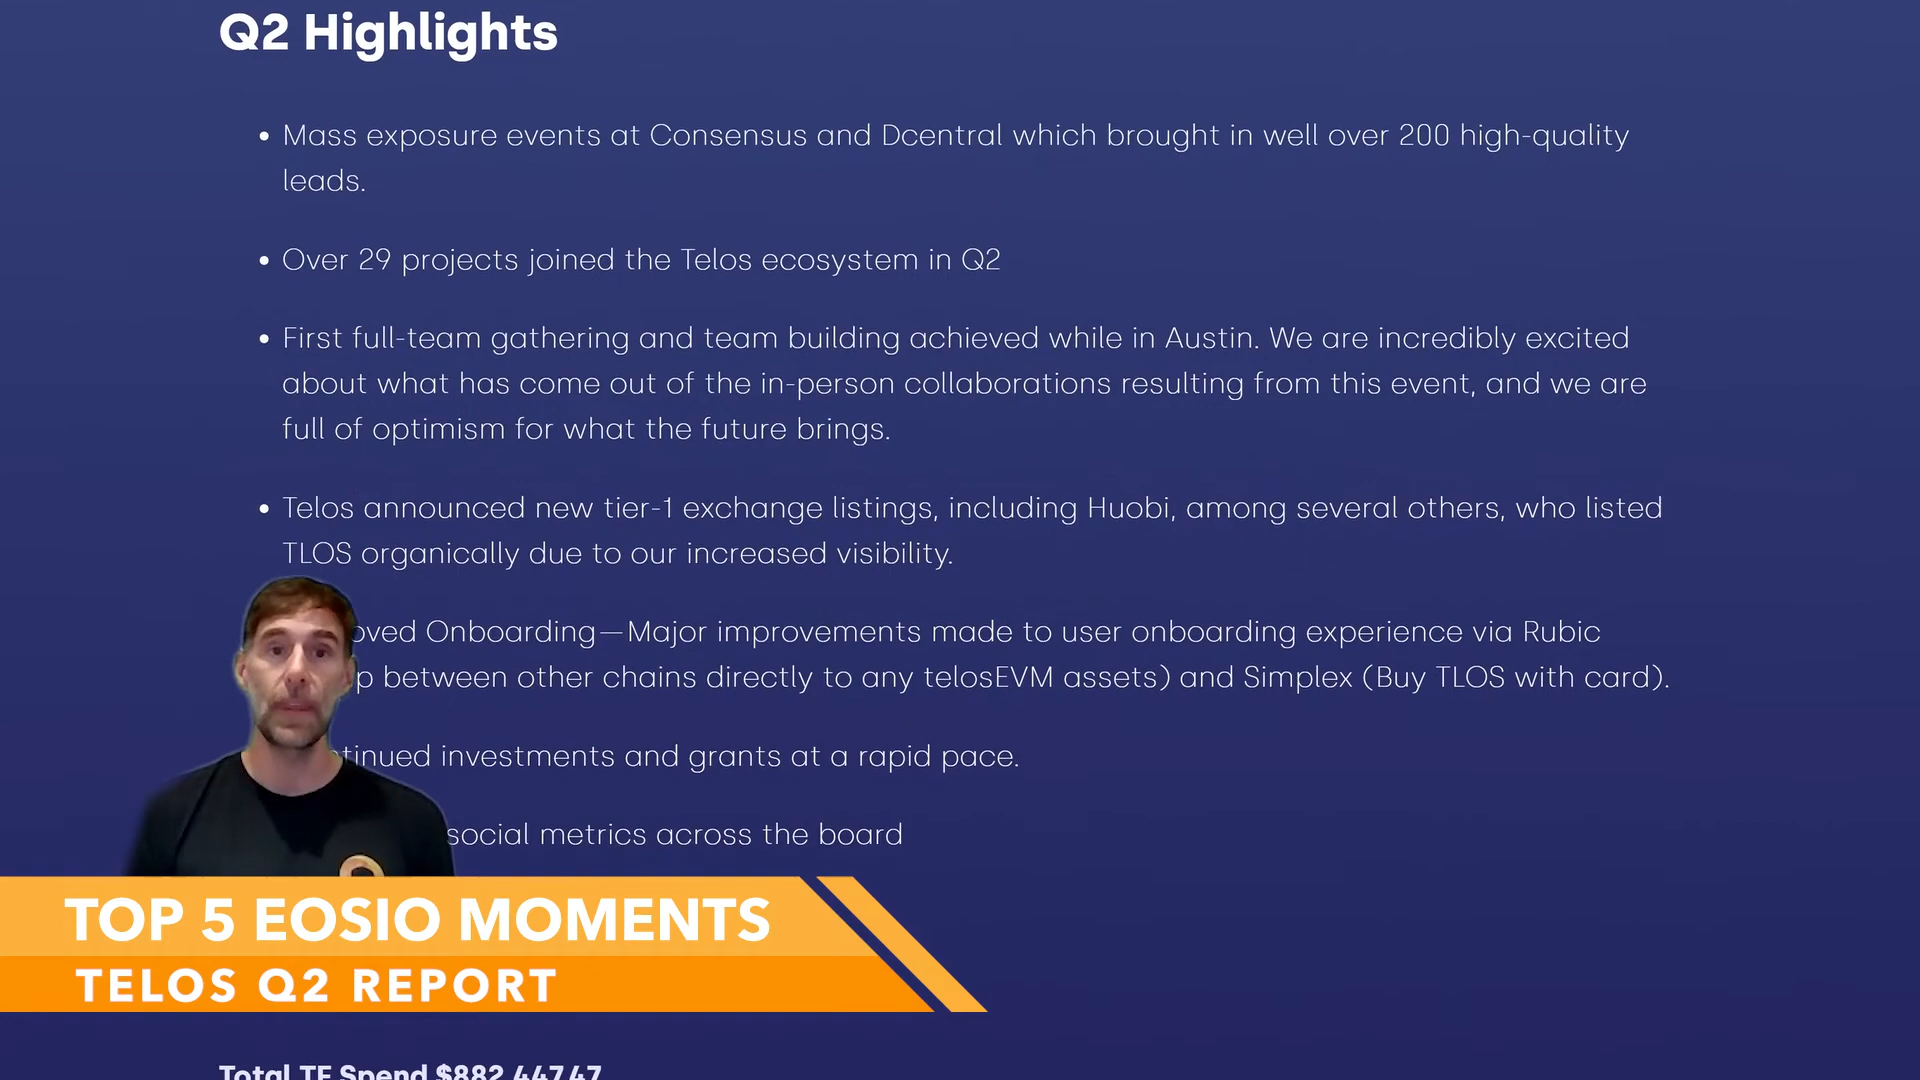 Q2 Highlights
• Mass exposure events at Consensus and Dcentral which brought in well over 200 high-quality
leads.
• Over 29 projects joined the Telos ecosystem in Q2
• First full-team gathering and team building achieved while in Austin. We are incredibly excited
about what has come out of the in-person collaborations resulting from this event, and we are
full of optimism for what the future brings.
• Telos announced new tier-1 exchange listings, including Huobi, among several others, who listed
TLOS organically due to our increased visibility.
oved Onboarding—Major improvements made to user onboarding experience via Rubic
p between other chains directly to any telosEVM assets) and Simplex (Buy TLOS with card).
tinued investments and grants at a rapid pace.
social metrics across the board
TOP 5 EOSIO MOMENTS
TELOS Q2 REPORT
Total TF Spend $882,447.47